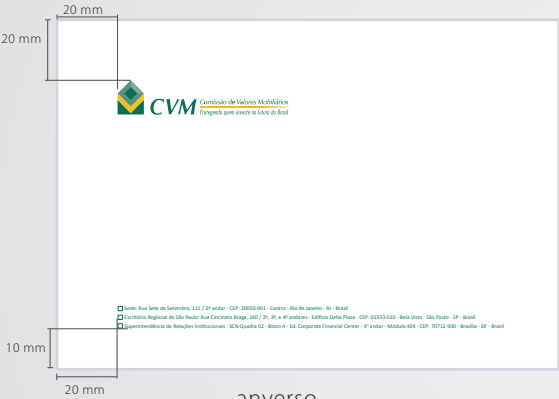 20 mm
20 mm
CVM Comissão de Valores Mobiliários
Protegendo quem investe no futuro do Brasil
Sede: Rua Sete de Setembro, 111 / 2º andar - CEP: 20050-901 - Centro - Rio de Janeiro - RJ - Brasil
Escritório Regional de São Paulo: Rua Cincinato Braga, 340 / 2º, 3º, e 4º andares - Edifício Delta Plaza - CEP: 01333-010 - Bela Vista - São Paulo - SP - Brasil
Superintendência de Relações Institucionais : SCN Quadra 02 - Bloco A - Ed. Corporate Financial Center - 4º andar - Módulo 404 - CEP: 70712-900 - Brasília - DF - Brasil
10 mm
20 mm
anverso